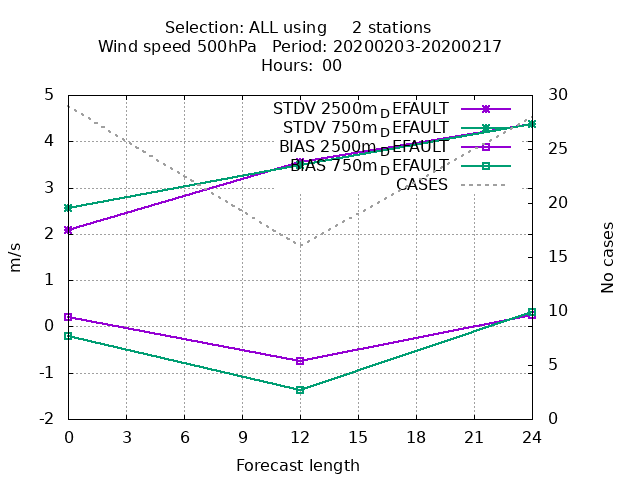 Selection: ALL using     2 stations
Wind speed 500hPa   Period: 20200203-20200217
Hours: 00
STDV 2500m_DEFAULT
STDV 750m_DEFAULT
BIAS 2500m_DEFAULT
BIAS 750m_DEFAULT
CASES
5
4
3
2
1
0
-1
-2
m/s
30
25
20
15
10
5
0
No cases
0 3 6 9 12 15 18 21 24
Forecast length